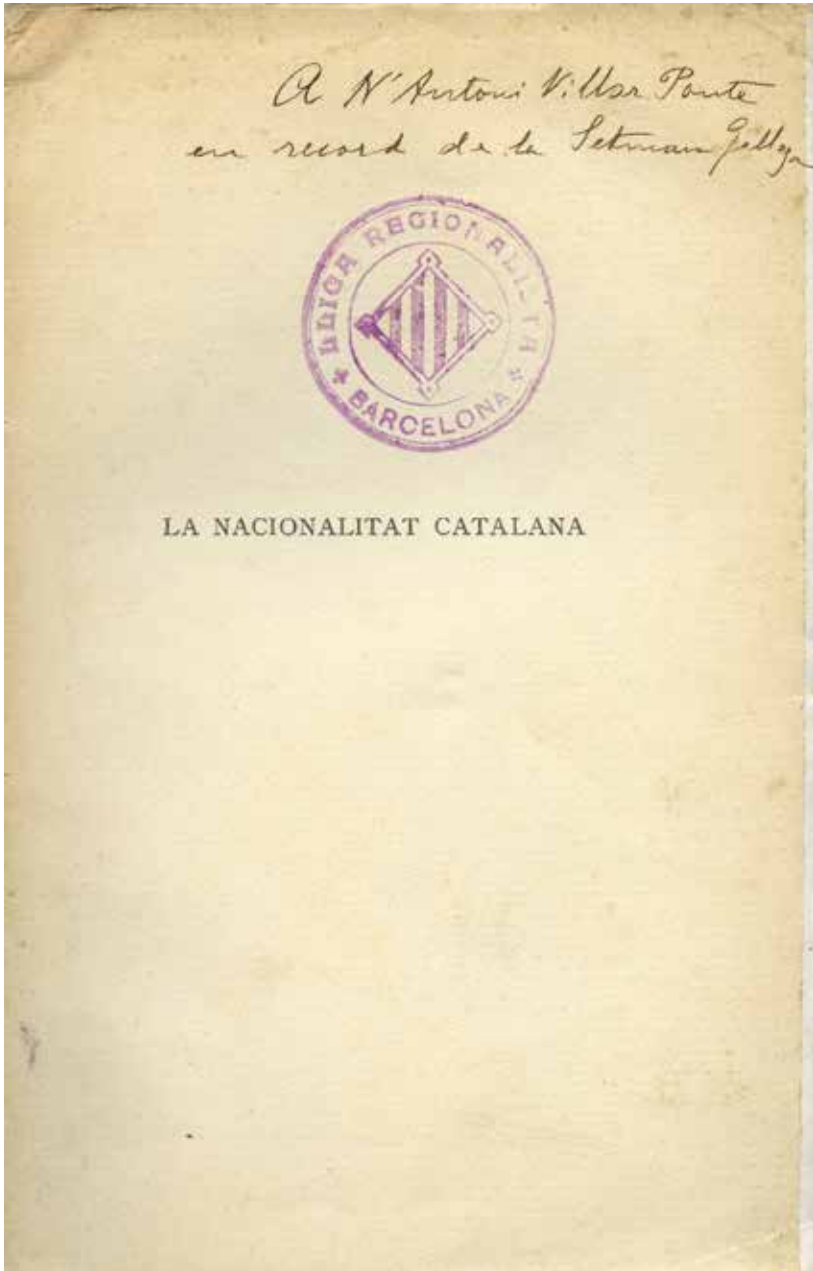 A N'Antoni Villar Ponte
en record de la Setmana Gallega
LLIGA REGIONALISTA
BARCELONA
LA NACIONALITAT CATALANA